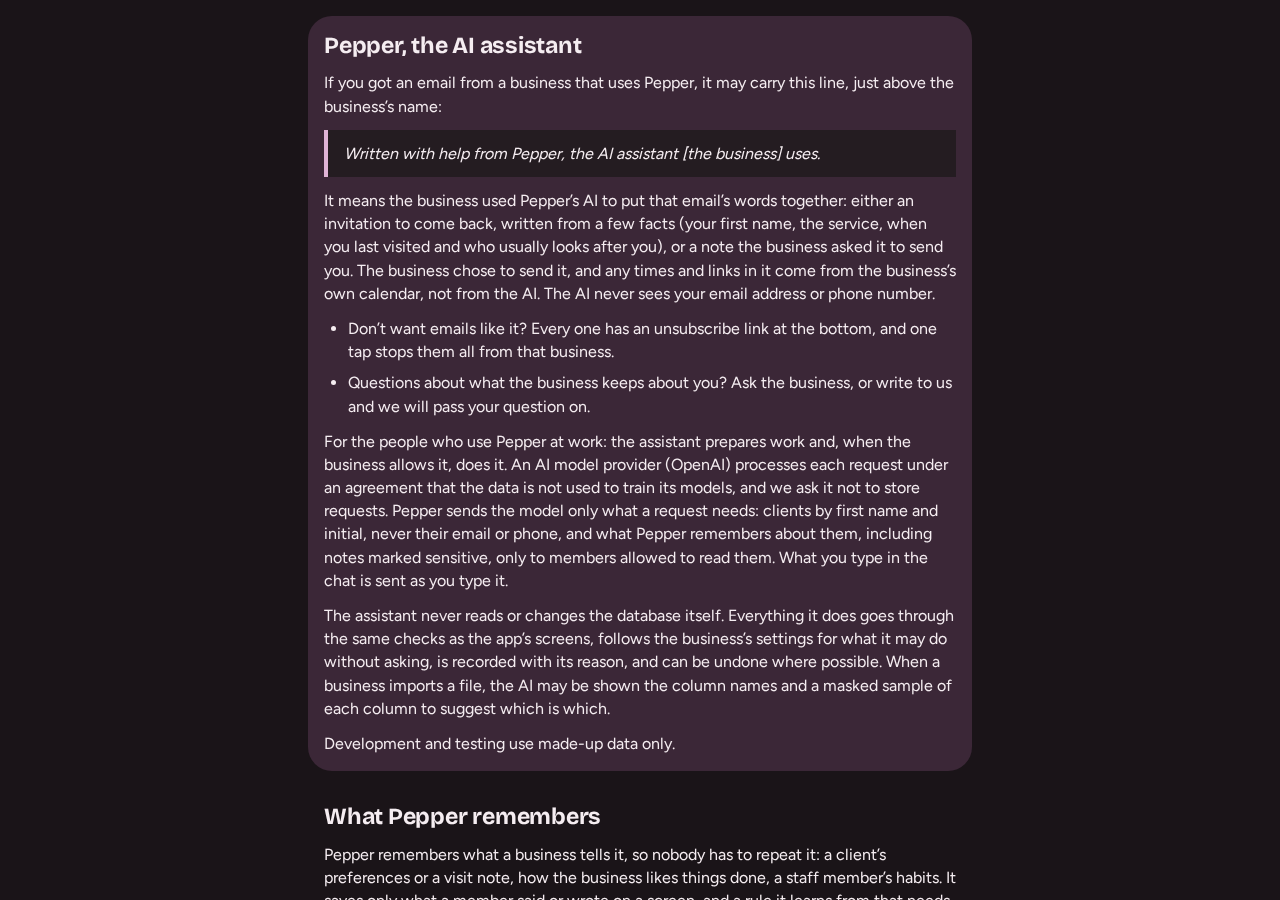 Pepper, the AI assistant
If you got an email from a business that uses Pepper, it may carry this line, just above the
business’s name:
Written with help from Pepper, the AI assistant [the business] uses.
It means the business used Pepper’s AI to put that email’s words together: either an
invitation to come back, written from a few facts (your first name, the service, when
you last visited and who usually looks after you), or a note the business asked it to send
you. The business chose to send it, and any times and links in it come from the business’s
own calendar, not from the AI. The AI never sees your email address or phone number.
• Don’t want emails like it? Every one has an unsubscribe link at the bottom, and one
tap stops them all from that business.
• Questions about what the business keeps about you? Ask the business, or write to us
and we will pass your question on.
For the people who use Pepper at work: the assistant prepares work and, when the
business allows it, does it. An AI model provider (OpenAI) processes each request under
an agreement that the data is not used to train its models, and we ask it not to store
requests. Pepper sends the model only what a request needs: clients by first name and
initial, never their email or phone, and what Pepper remembers about them, including
notes marked sensitive, only to members allowed to read them. What you type in the
chat is sent as you type it.
The assistant never reads or changes the database itself. Everything it does goes through
the same checks as the app’s screens, follows the business’s settings for what it may do
without asking, is recorded with its reason, and can be undone where possible. When a
business imports a file, the AI may be shown the column names and a masked sample of
each column to suggest which is which.
Development and testing use made-up data only.
What Pepper remembers
Pepper remembers what a business tells it, so nobody has to repeat it: a client’s
preferences or a visit note, how the business likes things done, a staff member’s habits. It
saves only what a member said or wrote on a screen, and a rule it learns from that needs